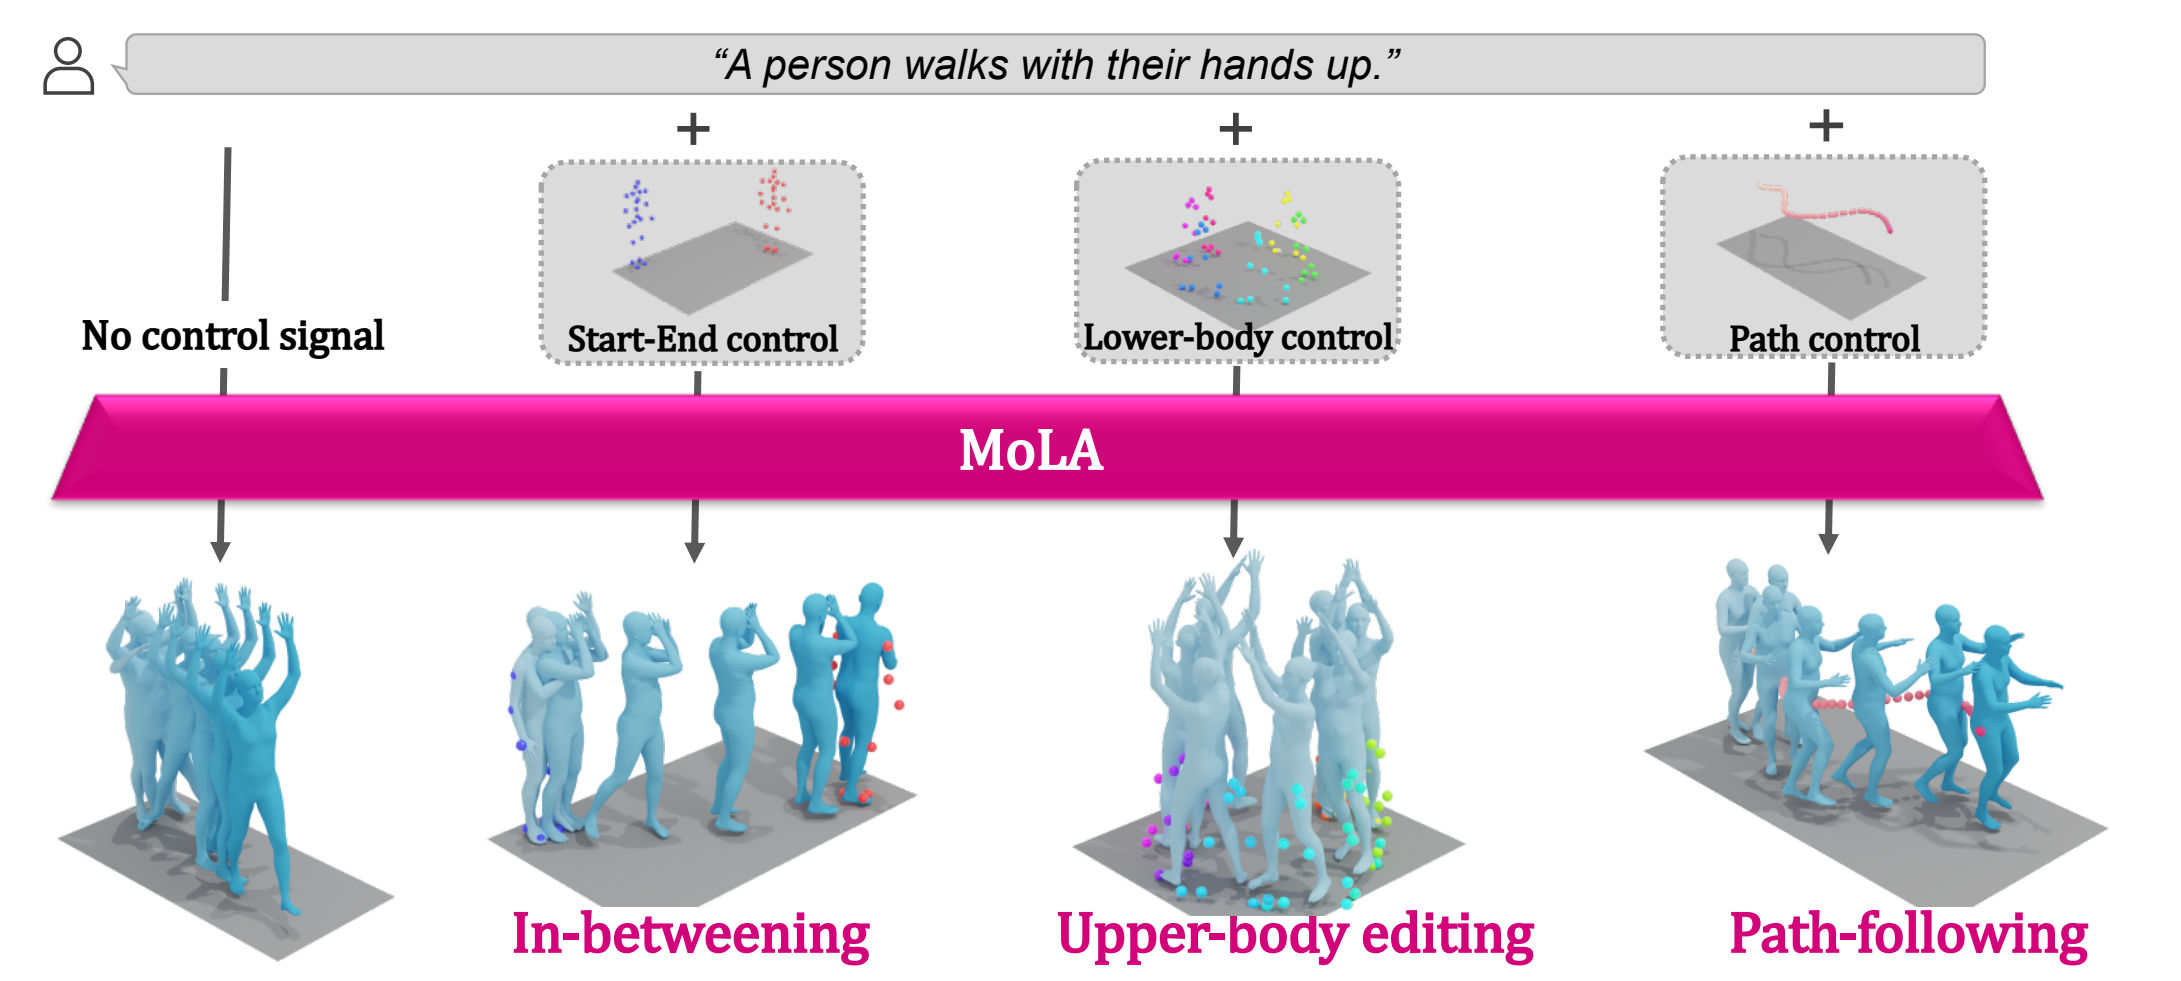 “A person walks with their hands up.”
+ + +
No control signal
Start-End control
Lower-body control
Path control
MoLA
In-betweening
Upper-body editing
Path-following